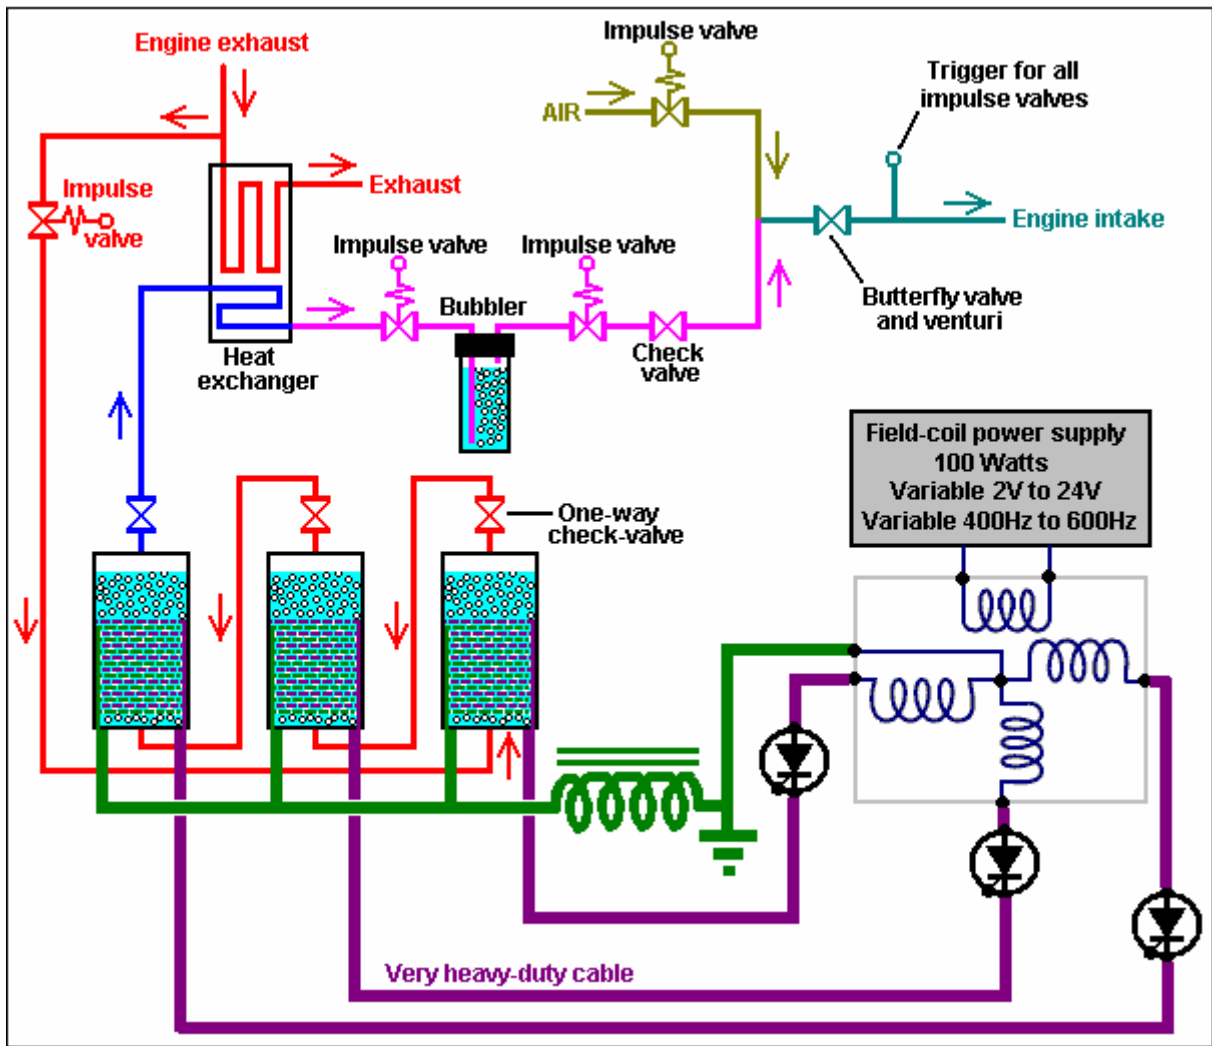 Engine exhaust
Impulse valve
Trigger for all
impulse valves
AIR
Impulse
valve
Exhaust
Engine intake
Impulse valve
Impulse valve
Bubbler
Butterfly valve
and venturi
Heat
exchanger
Check
valve
Field-coil power supply
100 Watts
Variable 2V to 24V
Variable 400Hz to 600Hz
One-way
check-valve
Very heavy-duty cable